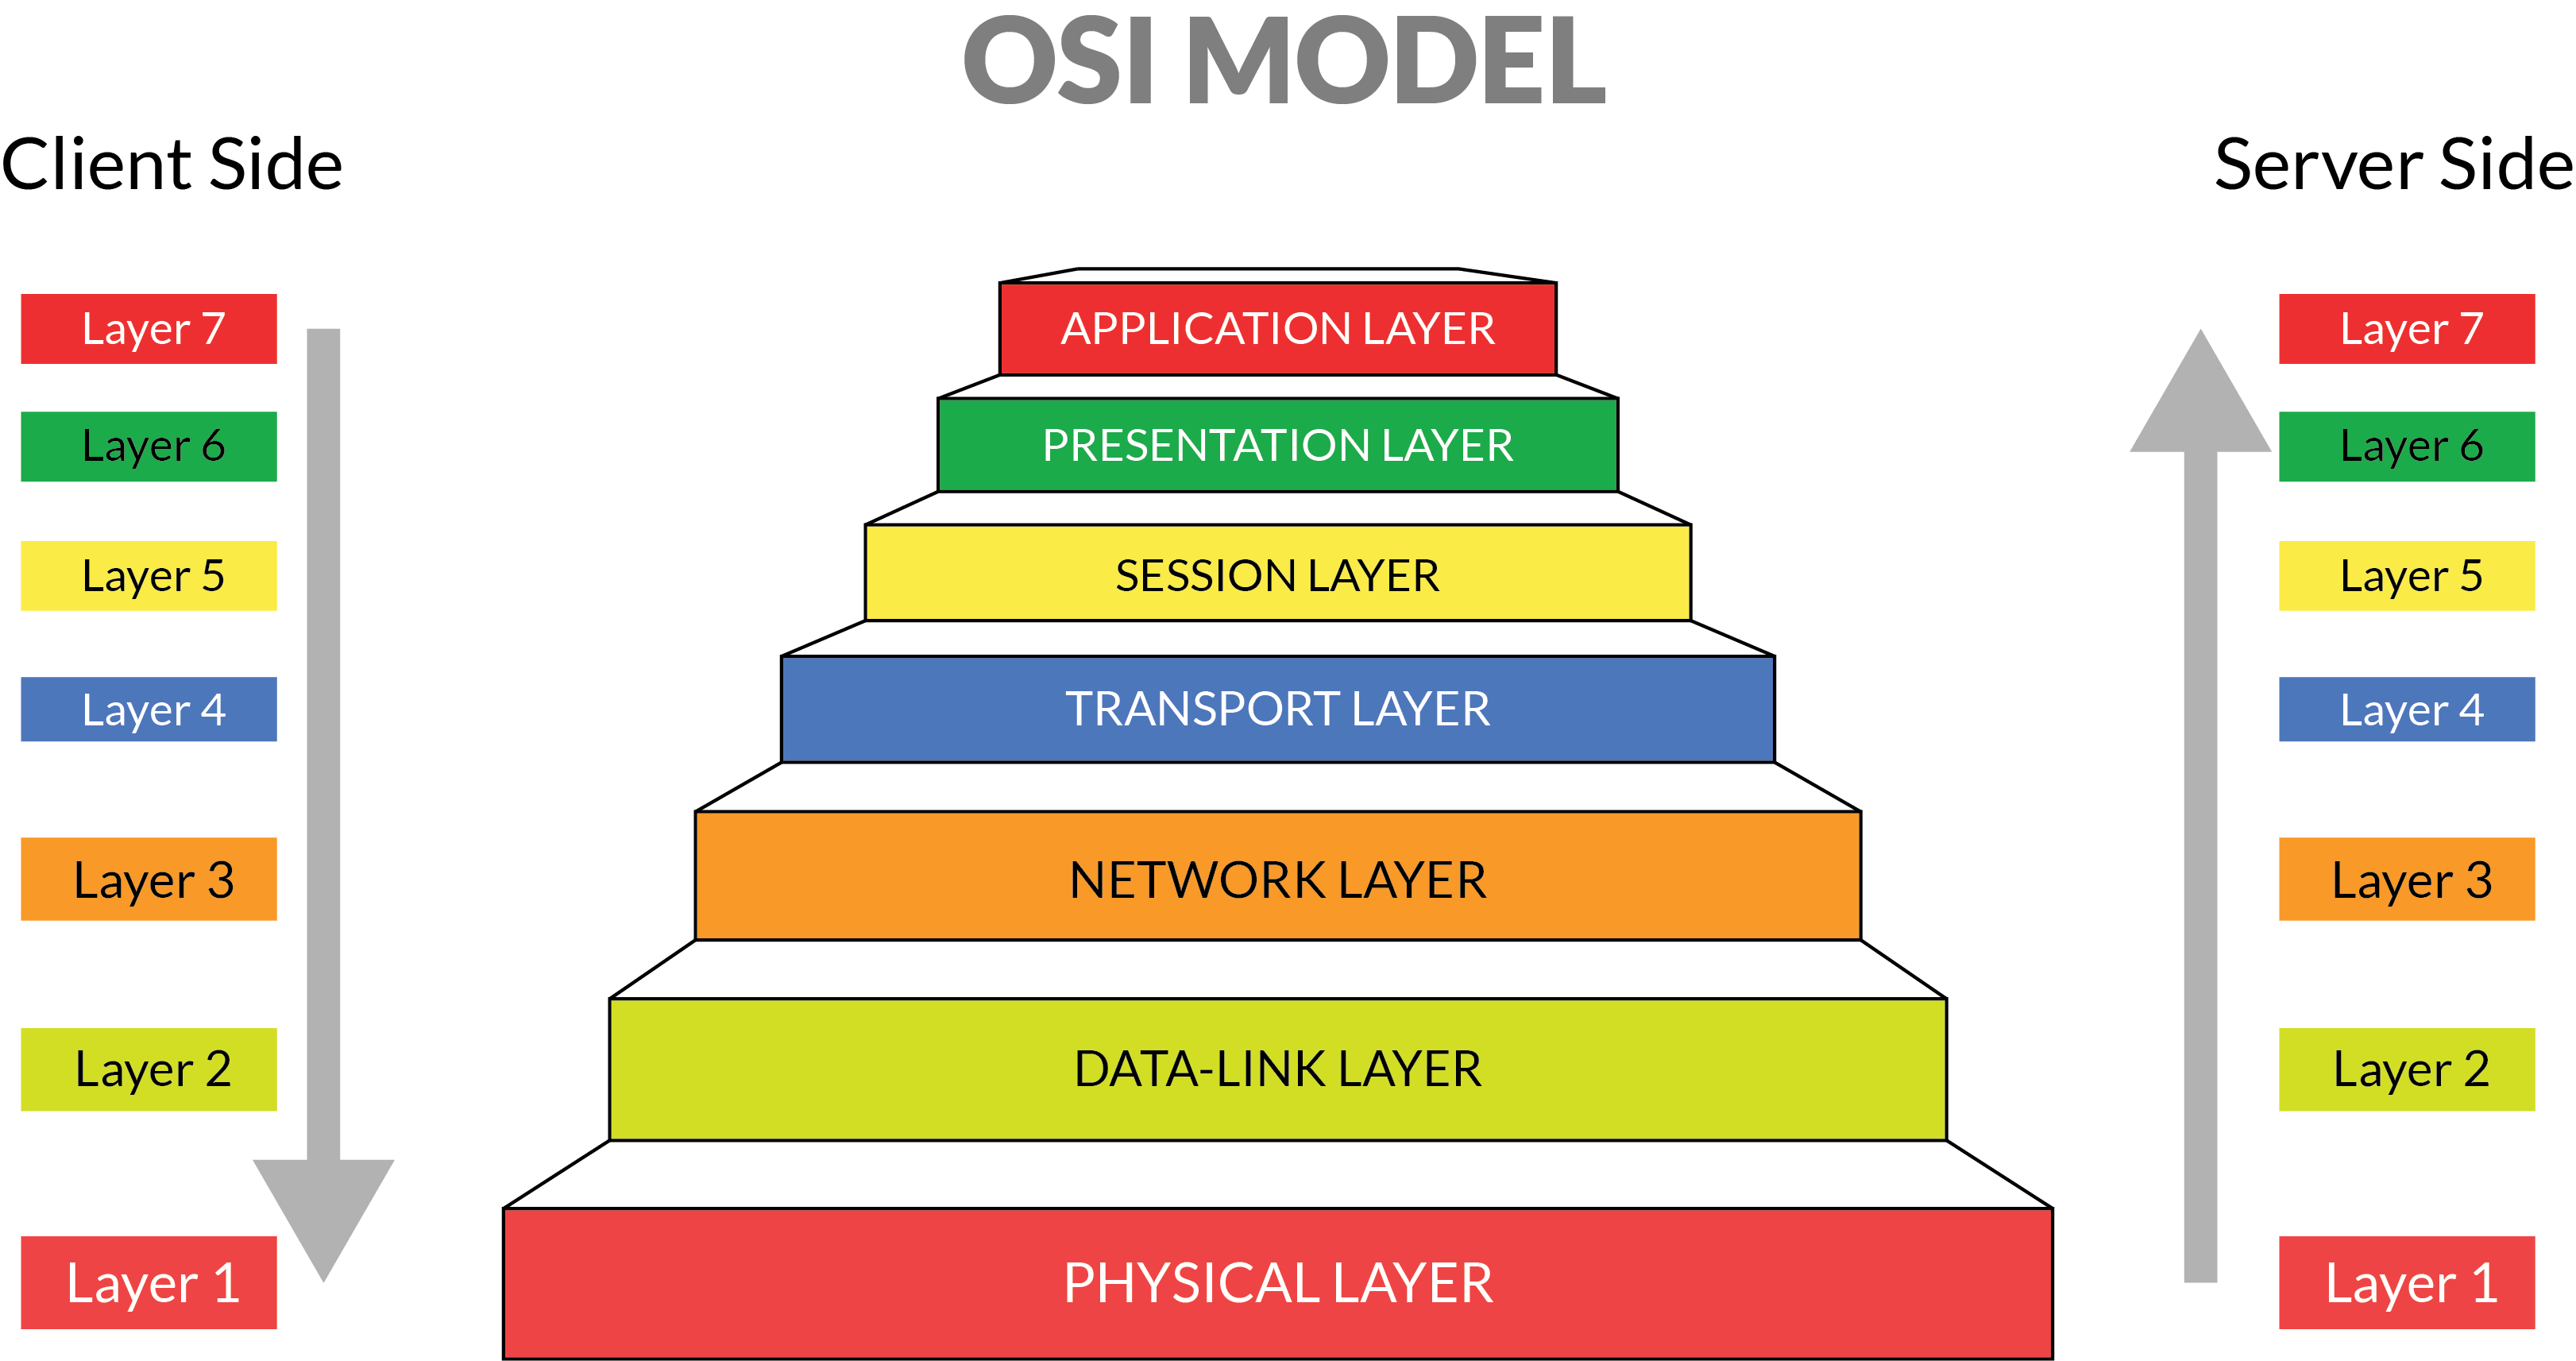 OSI MODEL
Client Side
Server Side
Layer 7
APPLICATION LAYER
Layer 7
Layer 6
PRESENTATION LAYER
Layer 6
Layer 5
SESSION LAYER
Layer 5
Layer 4
TRANSPORT LAYER
Layer 4
Layer 3
NETWORK LAYER
Layer 3
Layer 2
DATA-LINK LAYER
Layer 2
Layer 1
PHYSICAL LAYER
Layer 1